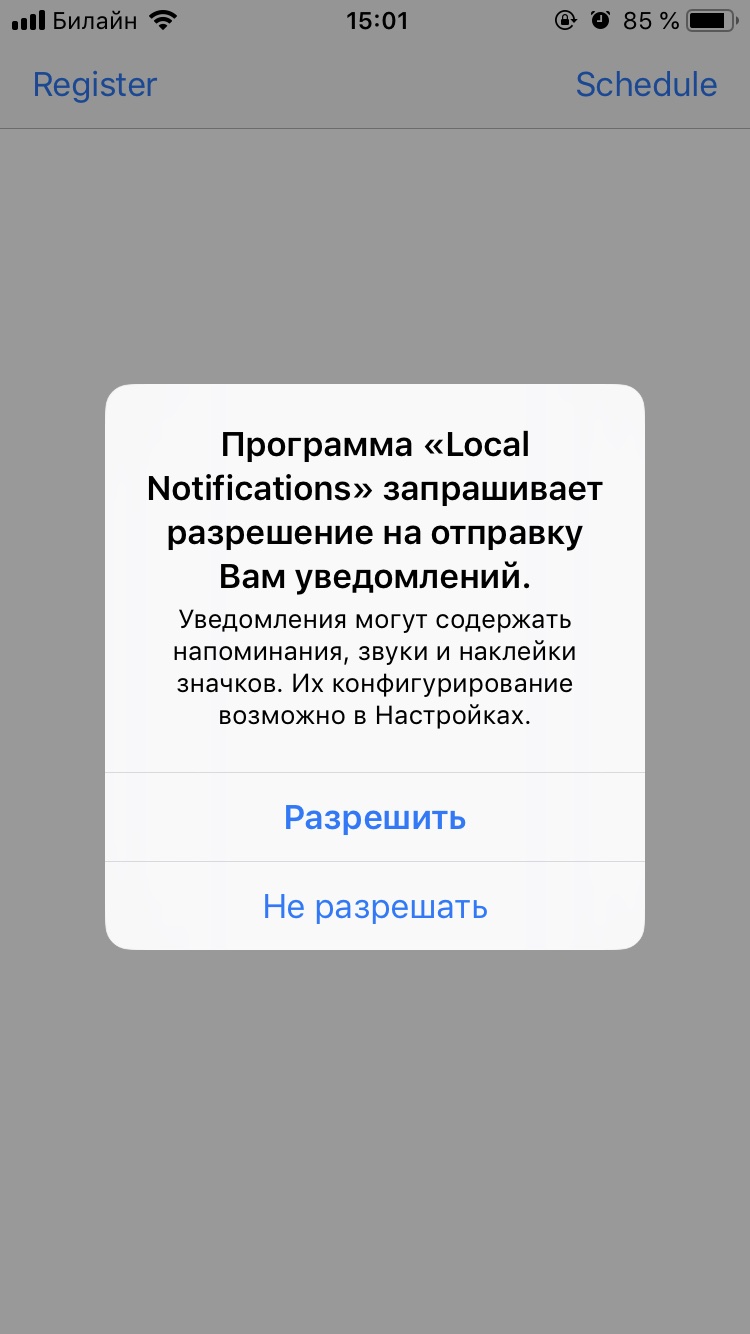 Билайн 15:01 85 %
Register Schedule
Программа «Local
Notifications» запрашивает
разрешение на отправку
Вам уведомлений.
Уведомления могут содержать
напоминания, звуки и наклейки
значков. Их конфигурирование
возможно в Настройках.
Разрешить
Не разрешать